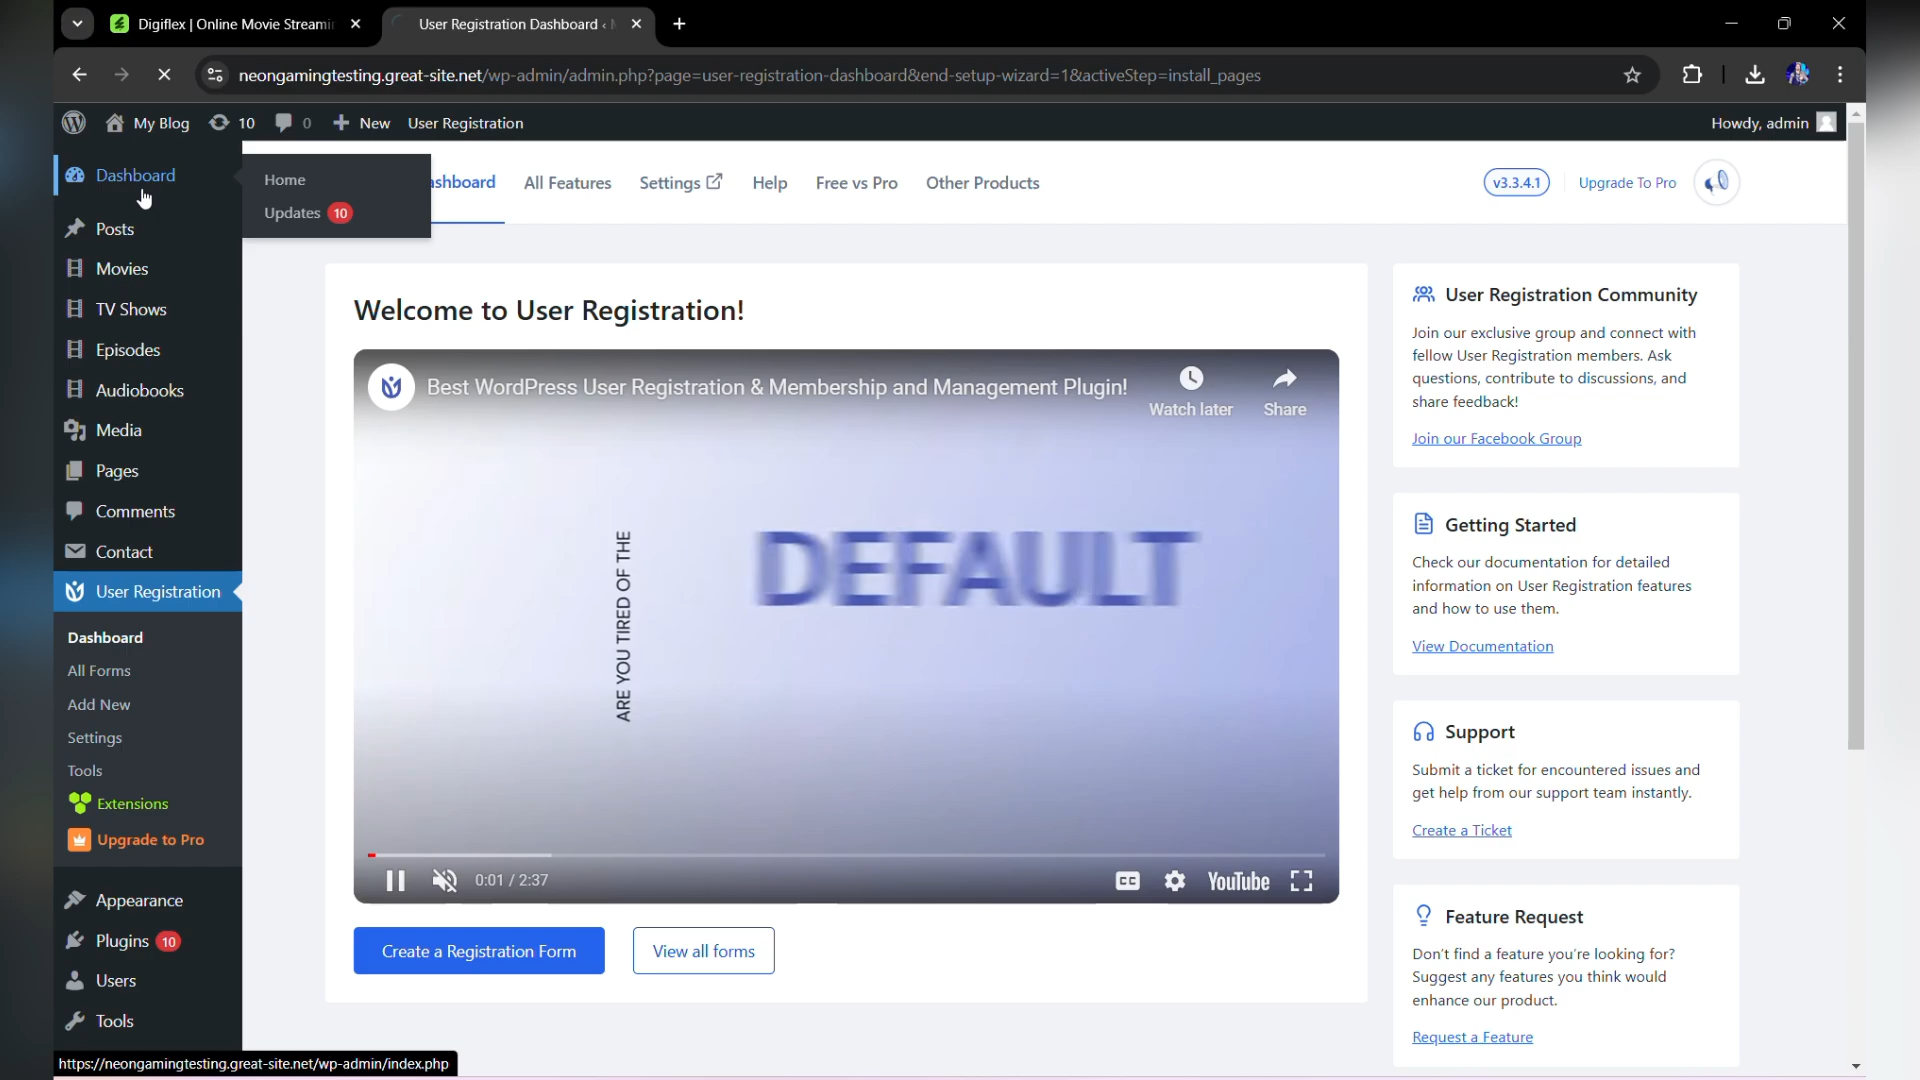 Digiflex | Online Movie Streami
User Registration Dashboard ‹
neongamingtesting.great-site.net/wp-admin/admin.php?page=user-registration-dashboard&end-setup-wizard=1&activeStep=install_pages
My Blog
10
0
New
User Registration
Howdy, admin
Dashboard
Home
Updates 10
Posts
Movies
TV Shows
Episodes
Audiobooks
Media
Pages
Comments
Contact
User Registration
Dashboard
All Forms
Add New
Settings
Tools
Extensions
Upgrade to Pro
Appearance
Plugins 10
Users
Tools
https://neongamingtesting.great-site.net/wp-admin/index.php
ashboard
All Features
Settings
Help
Free vs Pro
Other Products
v3.3.4.1
Upgrade To Pro
Welcome to User Registration!
Best WordPress User Registration & Membership and Management Plugin!
Watch later
Share
ARE YOU TIRED OF THE
DEFAULT
0:01 / 2:37
CC
YouTube
Create a Registration Form
View all forms
User Registration Community
Join our exclusive group and connect with
fellow User Registration members. Ask
questions, contribute to discussions, and
share feedback!
Join our Facebook Group
Getting Started
Check our documentation for detailed
information on User Registration features
and how to use them.
View Documentation
Support
Submit a ticket for encountered issues and
get help from our support team instantly.
Create a Ticket
Feature Request
Don't find a feature you're looking for?
Suggest any features you think would
enhance our product.
Request a Feature